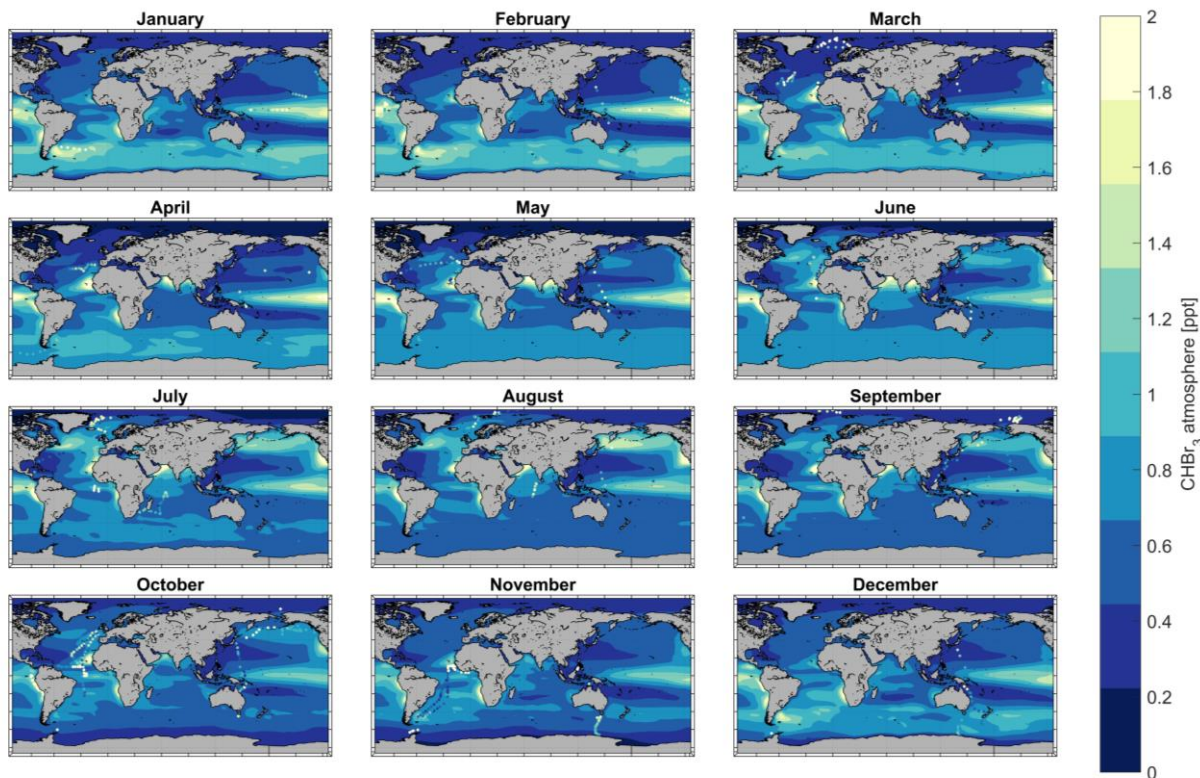 January
February
March
April
May
June
July
August
September
October
November
December
2
1.8
1.6
1.4
1.2
1
0.8
0.6
0.4
0.2
0
CHBr₃ atmosphere [ppt]